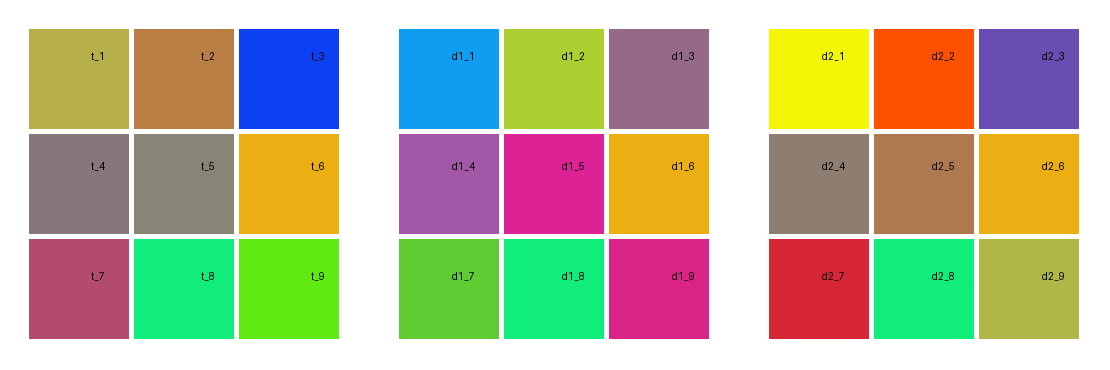 t_1 t_2 t_3 d1_1 d1_2 d1_3 d2_1 d2_2 d2_3
t_4 t_5 t_6 d1_4 d1_5 d1_6 d2_4 d2_5 d2_6
t_7 t_8 t_9 d1_7 d1_8 d1_9 d2_7 d2_8 d2_9